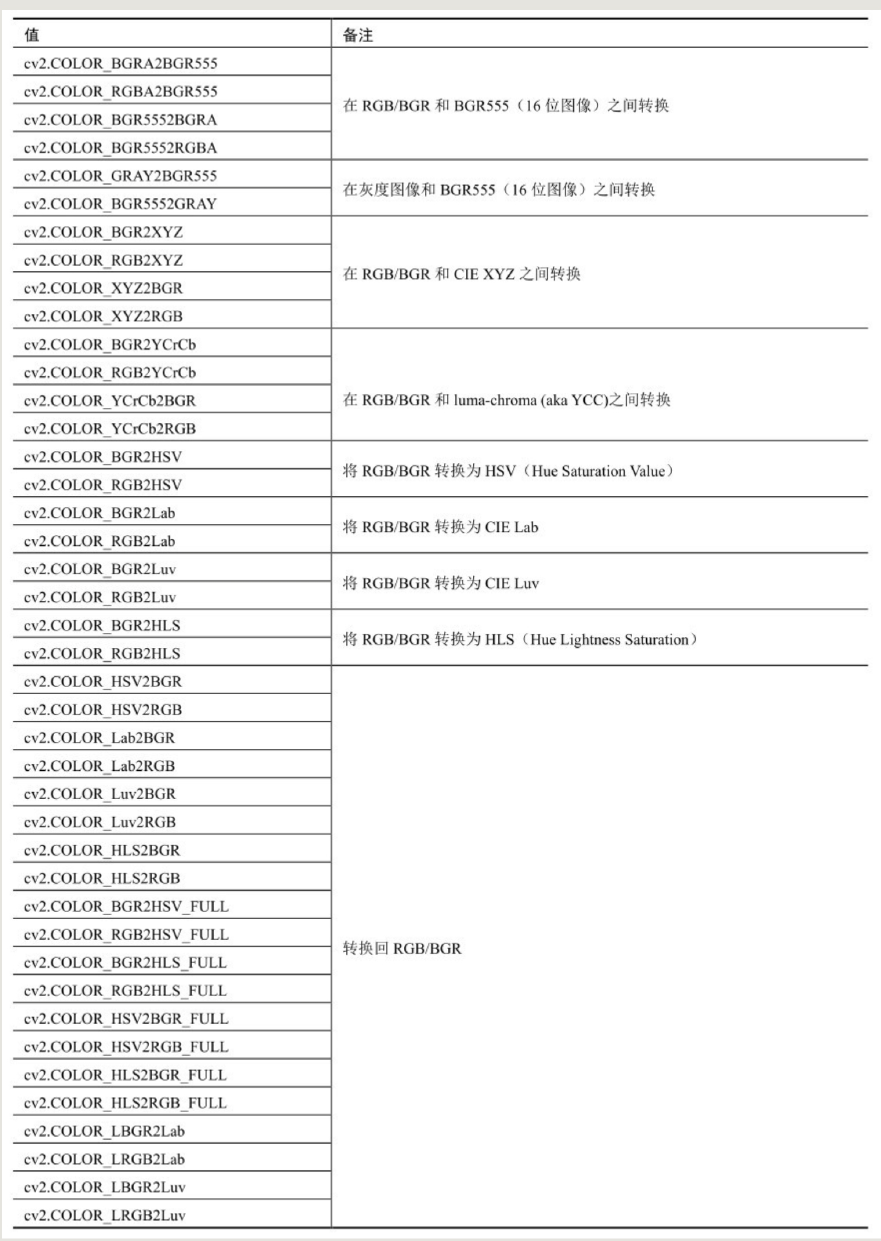 值 备注
cv2.COLOR_BGRA2BGR555
cv2.COLOR_RGBA2BGR555
在 RGB/BGR 和 BGR555（16 位图像）之间转换
cv2.COLOR_BGR5552BGRA
cv2.COLOR_BGR5552RGBA
cv2.COLOR_GRAY2BGR555
在灰度图像和 BGR555（16 位图像）之间转换
cv2.COLOR_BGR5552GRAY
cv2.COLOR_BGR2XYZ
cv2.COLOR_RGB2XYZ
在 RGB/BGR 和 CIE XYZ 之间转换
cv2.COLOR_XYZ2BGR
cv2.COLOR_XYZ2RGB
cv2.COLOR_BGR2YCrCb
cv2.COLOR_RGB2YCrCb
cv2.COLOR_YCrCb2BGR 在 RGB/BGR 和 luma-chroma (aka YCC)之间转换
cv2.COLOR_YCrCb2RGB
cv2.COLOR_BGR2HSV
将 RGB/BGR 转换为 HSV（Hue Saturation Value）
cv2.COLOR_RGB2HSV
cv2.COLOR_BGR2Lab
将 RGB/BGR 转换为 CIE Lab
cv2.COLOR_RGB2Lab
cv2.COLOR_BGR2Luv
将 RGB/BGR 转换为 CIE Luv
cv2.COLOR_RGB2Luv
cv2.COLOR_BGR2HLS
将 RGB/BGR 转换为 HLS（Hue Lightness Saturation）
cv2.COLOR_RGB2HLS
cv2.COLOR_HSV2BGR
cv2.COLOR_HSV2RGB
cv2.COLOR_Lab2BGR
cv2.COLOR_Lab2RGB
cv2.COLOR_Luv2BGR
cv2.COLOR_Luv2RGB
cv2.COLOR_HLS2BGR
cv2.COLOR_HLS2RGB
cv2.COLOR_BGR2HSV_FULL
cv2.COLOR_RGB2HSV_FULL
转换回 RGB/BGR
cv2.COLOR_BGR2HLS_FULL
cv2.COLOR_RGB2HLS_FULL
cv2.COLOR_HSV2BGR_FULL
cv2.COLOR_HSV2RGB_FULL
cv2.COLOR_HLS2BGR_FULL
cv2.COLOR_HLS2RGB_FULL
cv2.COLOR_LBGR2Lab
cv2.COLOR_LRGB2Lab
cv2.COLOR_LBGR2Luv
cv2.COLOR_LRGB2Luv